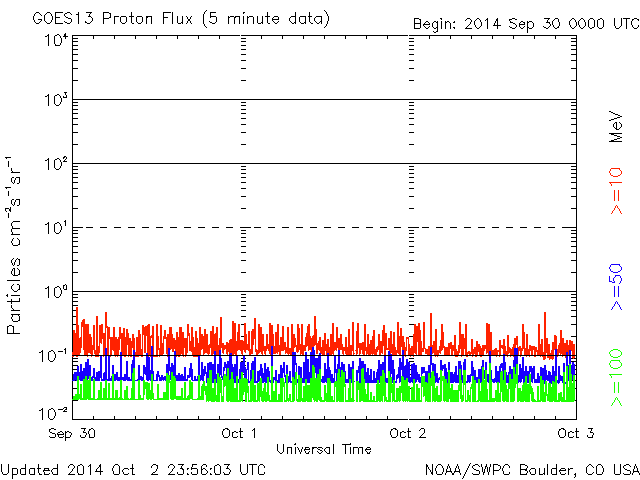 GOES13 Proton Flux (5 minute data)
Begin: 2014 Sep 30 0000 UTC
10⁴
10³
10²
10¹
10⁰
10⁻¹
10⁻²
Particles cm⁻²s⁻¹sr⁻¹
Sep 30 Oct 1 Oct 2 Oct 3
Universal Time
MeV
>=10
>=50
>=100
Updated 2014 Oct 2 23:56:03 UTC
NOAA/SWPC Boulder, CO USA